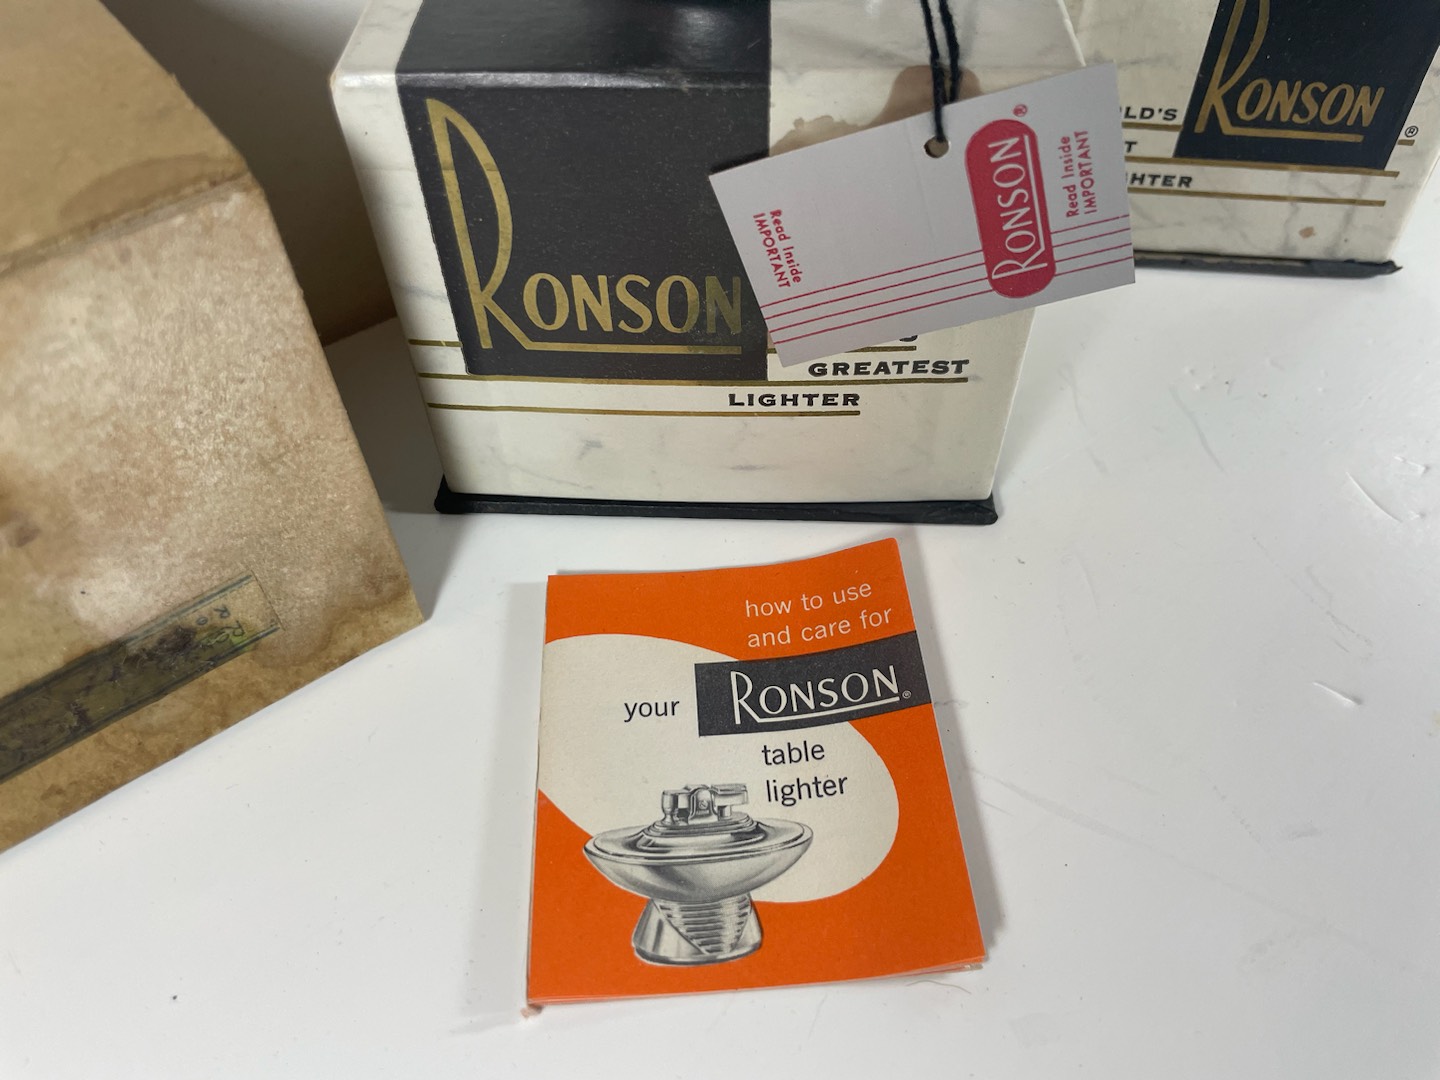 RONSON
GREATEST
LIGHTER
RONSON®
Read Inside
IMPORTANT
Read Inside
IMPORTANT
RONSON®
LD'S
T
HTER
how to use
and care for
your RONSON®
table
lighter